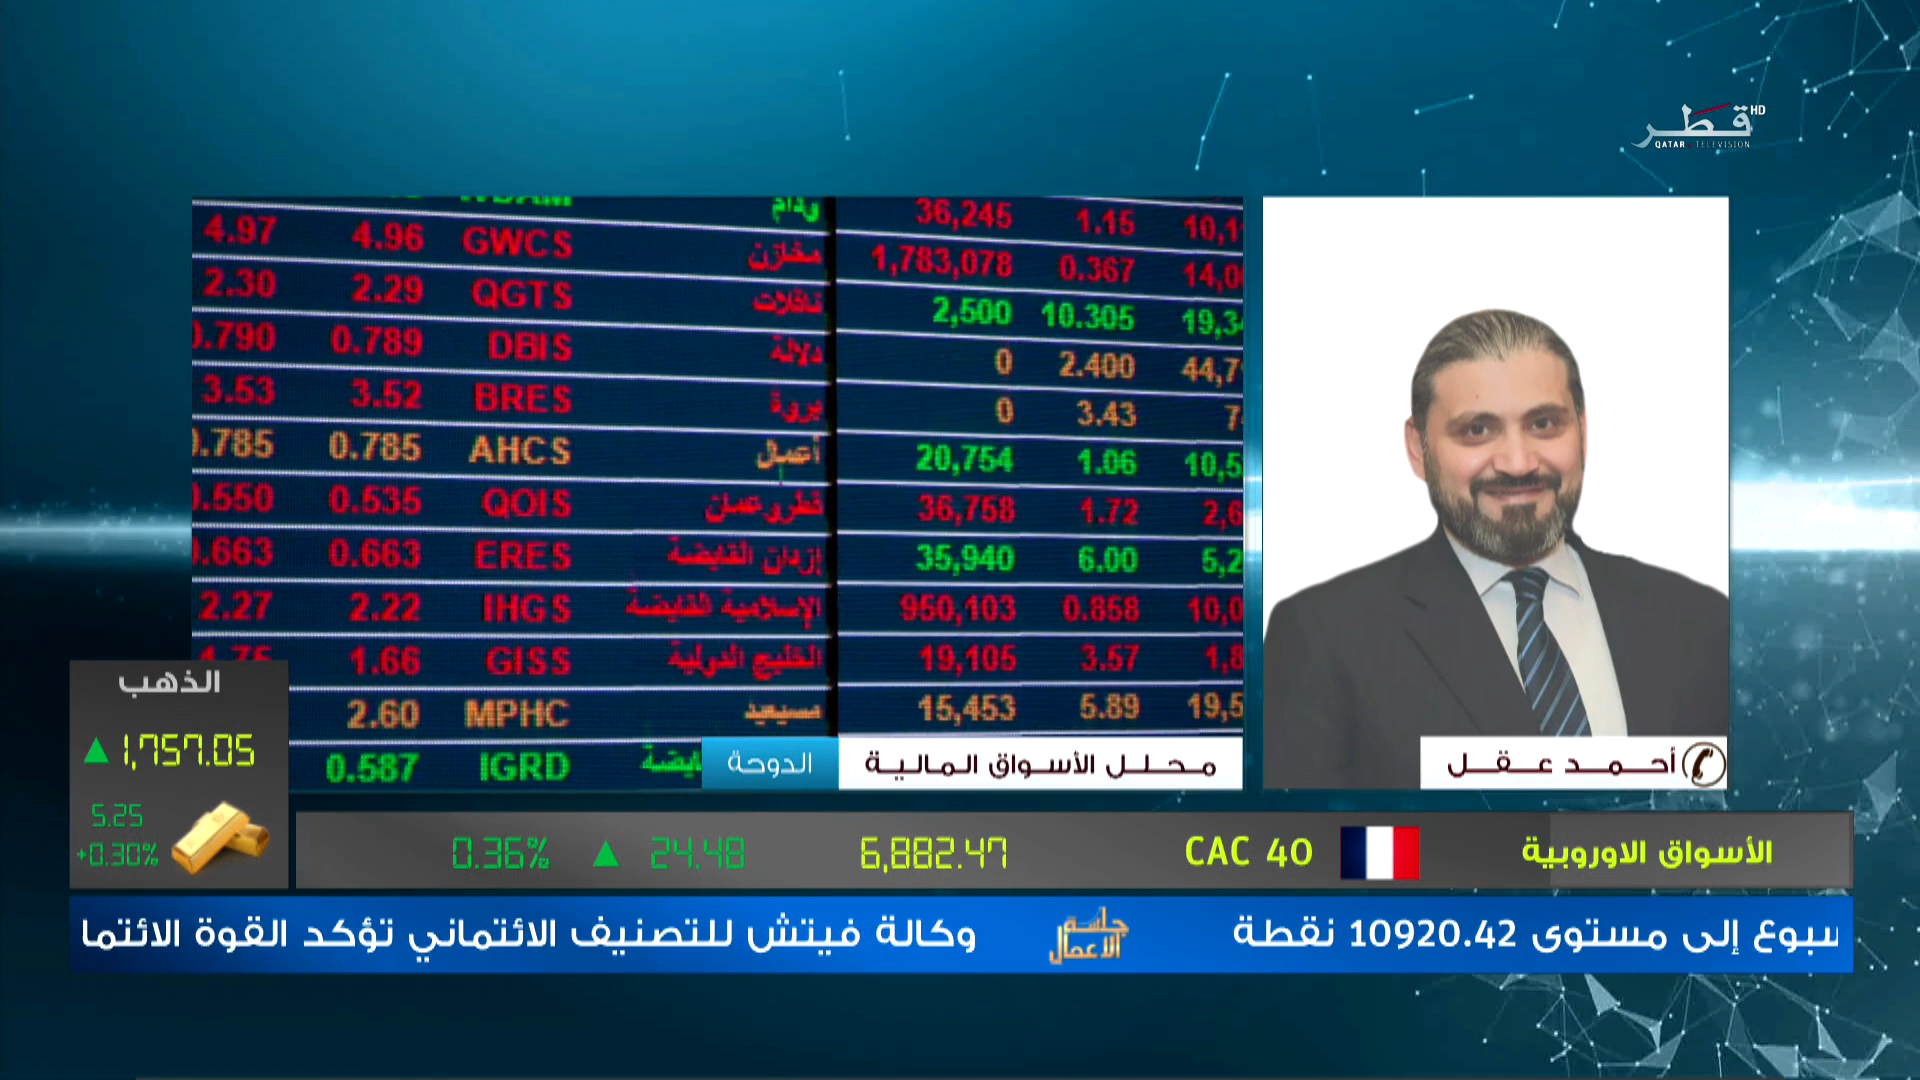 قطر HD
QATAR TELEVISION
36,245 1.15
4.97 4.96 GWCS مخازن 1,783,078 0.367
2.30 2.29 QGTS ناقلات 2,500 10.305
0.789 DBIS دلالة 0 2.400
3.53 3.52 BRES بروة 0 3.43
0.785 AHCS أعمال 20,754 1.06
0.535 QOIS قطر وعمان 36,758 1.72
0.663 ERES إزدان القابضة 35,940 6.00
2.27 2.22 IHGS الإسلامية القابضة 950,103 0.858
1.66 GISS الخليج الدولية 19,105 3.57
2.60 MPHC مسيعيد 15,453 5.89
0.587 IGRD
أحمد عقل
محلل الأسواق المالية
الدوحة
الذهب
1,757.05
5.25
+0.30%
الأسواق الاوروبية CAC 40 6,882.47 24.48 0.36%
سبوع إلى مستوى 10920.42 نقطة جلسة الأعمال وكالة فيتش للتصنيف الائتماني تؤكد القوة الائتما